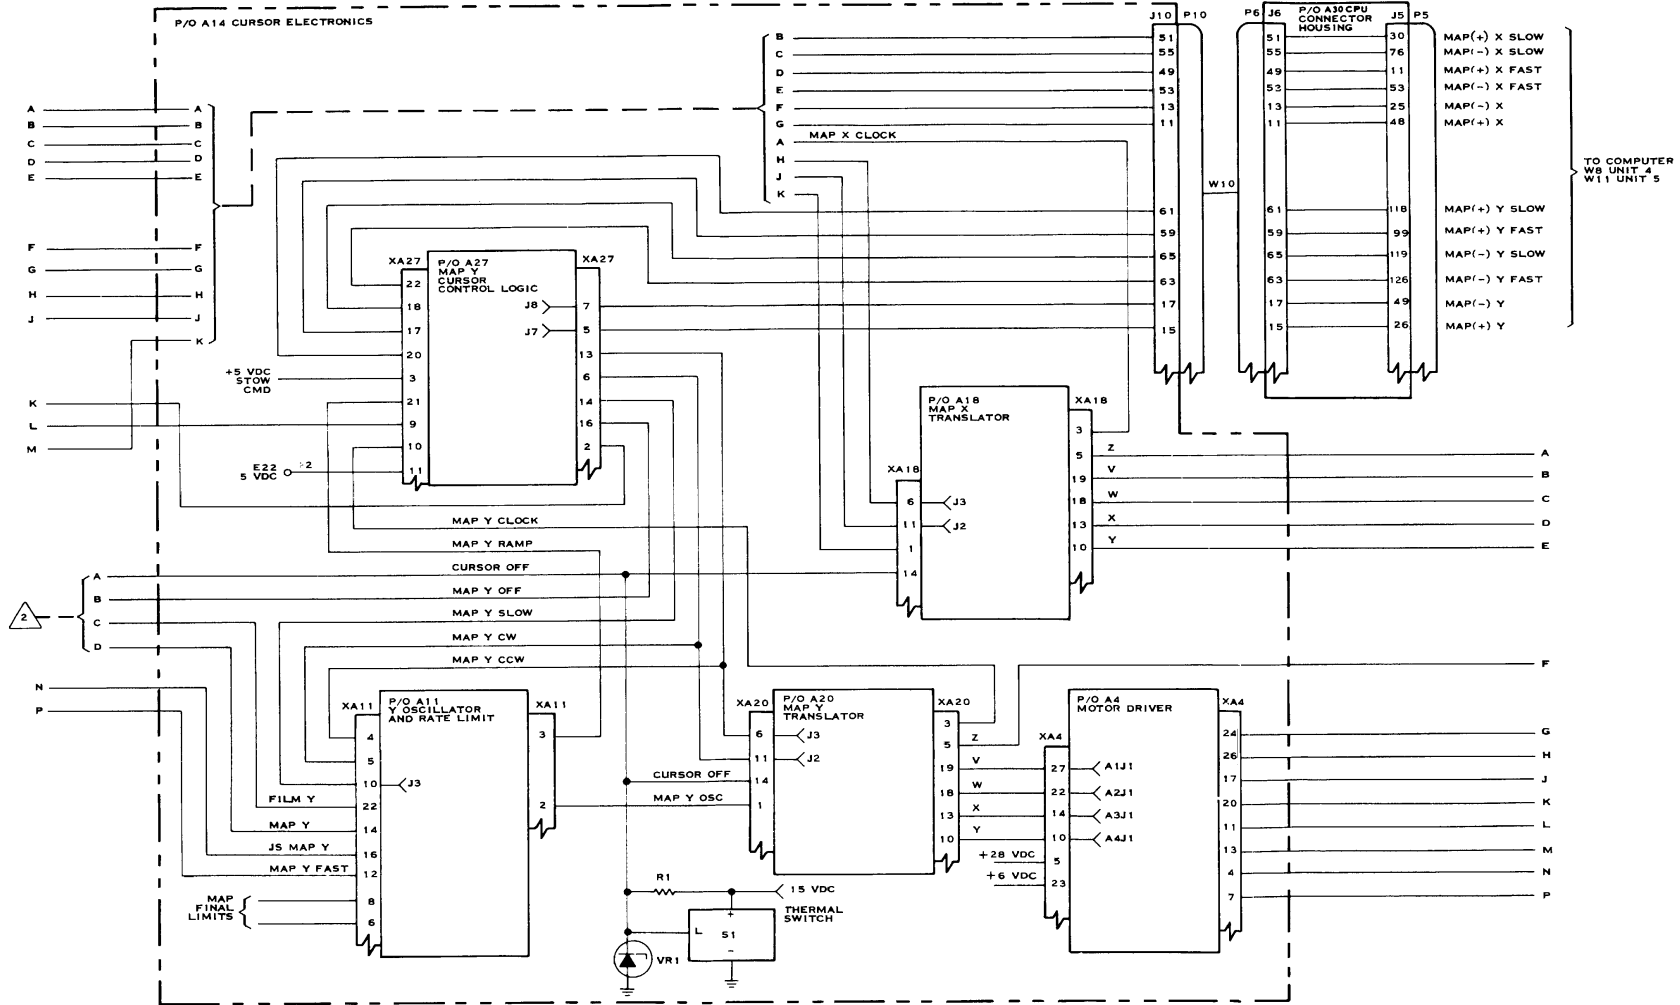 P/O A14 CURSOR ELECTRONICS
J10 P10
P6 J6
P/O A30 CPU
CONNECTOR
HOUSING
J5 P5
B 51 51 30 MAP(+) X SLOW
C 55 55 76 MAP(-) X SLOW
D 49 49 11 MAP(+) X FAST
E 53 53 53 MAP(-) X FAST
F 13 13 25 MAP(-) X
G 11 11 48 MAP(+) X
A MAP X CLOCK
H
J
K
W10
TO COMPUTER
W8 UNIT 4
W11 UNIT 5
61 61 118 MAP(+) Y SLOW
59 59 99 MAP(+) Y FAST
65 65 119 MAP(-) Y SLOW
63 63 126 MAP(-) Y FAST
17 17 49 MAP(-) Y
15 15 26 MAP(+) Y
A A
B B
C C
D D
E E
F F
G G
H H
J J
K
K
L
M
XA27
P/O A27
MAP Y
CURSOR
CONTROL LOGIC
XA27
22
18 J8 7
17 J7 5
20 13
+5 VDC
STOW
CMD
3 6
21 14
9 16
10 2
E22
5 VDC
11
P/O A18
MAP X
TRANSLATOR
XA18
3
5 Z A
19 V B
18 W C
13 X D
10 Y E
XA18
6 J3
11 J2
1
14
MAP Y CLOCK
MAP Y RAMP
CURSOR OFF
MAP Y OFF
MAP Y SLOW
MAP Y CW
MAP Y CCW
2
A
B
C
D
N
P
F
XA11
P/O A11
Y OSCILLATOR
AND RATE LIMIT
XA11
4 3
5
10 J3
FILM Y 22 2
MAP Y 14
JS MAP Y 16
MAP Y FAST 12
MAP
FINAL
LIMITS
8
6
CURSOR OFF
MAP Y OSC
XA20
P/O A20
MAP Y
TRANSLATOR
XA20
6 J3 3
11 J2 5 Z
14 19 V
1 18 W
13 X
10 Y
P/O A4
MOTOR DRIVER
XA4
XA4
27 A1J1
22 A2J1
14 A3J1
10 A4J1
+28 VDC 5
+6 VDC 23
24 G
26 H
17 J
20 K
11 L
13 M
4 N
7 P
R1
15 VDC
THERMAL
SWITCH
L
+
S1
-
VR1